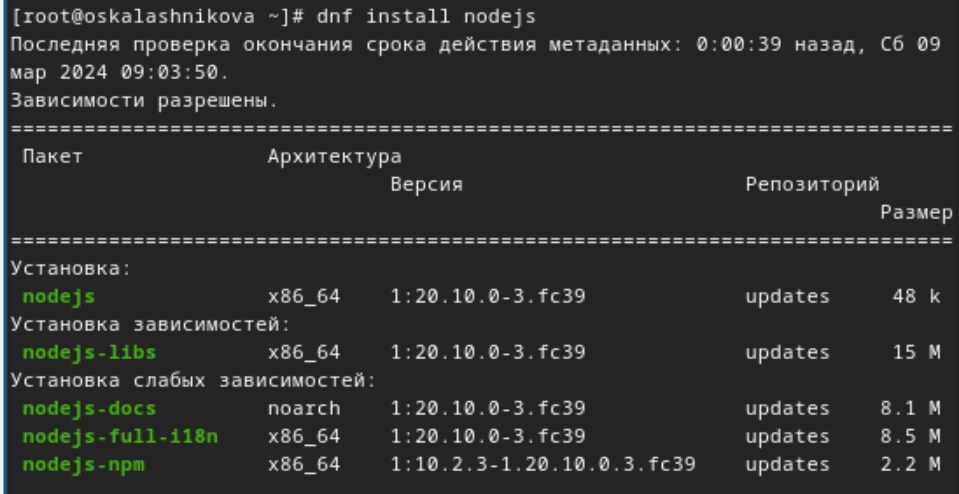 [root@oskalashnikova ~]# dnf install nodejs
Последняя проверка окончания срока действия метаданных: 0:00:39 назад, Сб 09
мар 2024 09:03:50.
Зависимости разрешены.
================================================================================
Пакет Архитектура
Версия Репозиторий
Размер
================================================================================
Установка:
nodejs x86_64 1:20.10.0-3.fc39 updates 48 k
Установка зависимостей:
nodejs-libs x86_64 1:20.10.0-3.fc39 updates 15 M
Установка слабых зависимостей:
nodejs-docs noarch 1:20.10.0-3.fc39 updates 8.1 M
nodejs-full-i18n x86_64 1:20.10.0-3.fc39 updates 8.5 M
nodejs-npm x86_64 1:10.2.3-1.20.10.0.3.fc39 updates 2.2 M